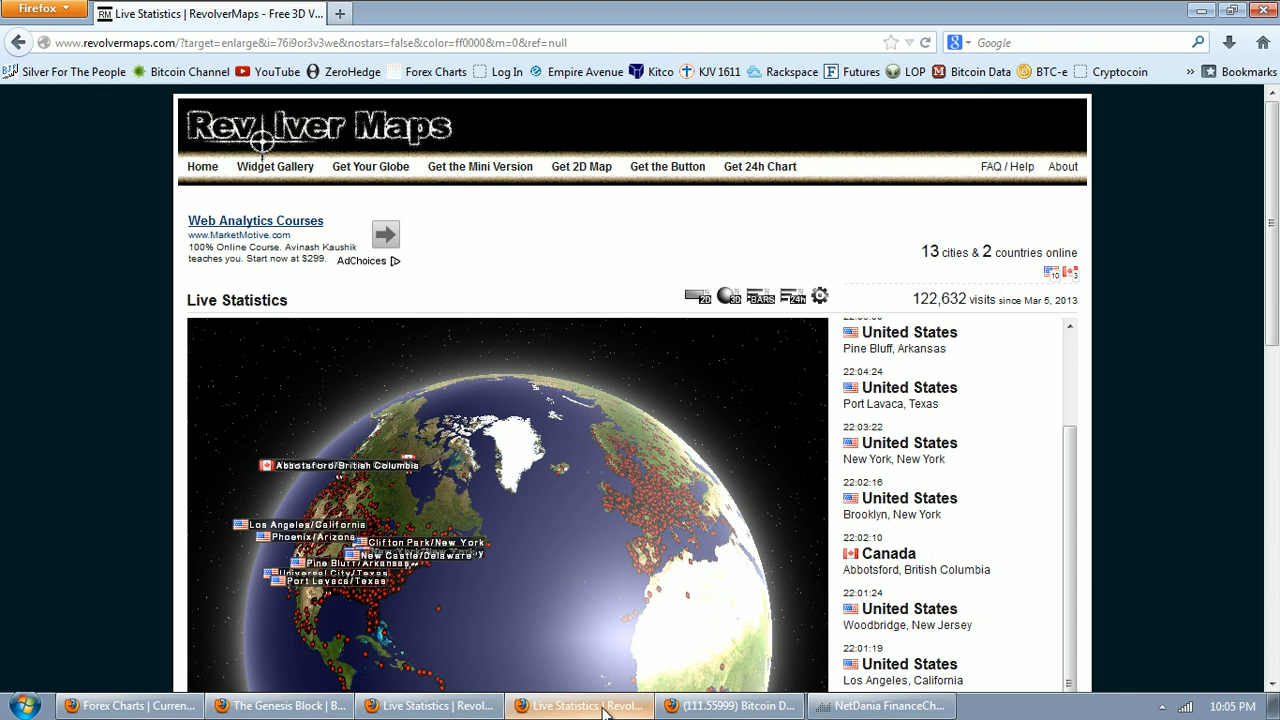 Firefox
Live Statistics | RevolverMaps - Free 3D V...
www.revolvermaps.com/?target=enlarge&i=76i9or3v3we&nostars=false&color=ff0000&m=0&ref=null
Google
Silver For The People
Bitcoin Channel
YouTube
ZeroHedge
Forex Charts
Log In
Empire Avenue
Kitco
KJV 1611
Rackspace
Futures
LOP
Bitcoin Data
BTC-e
Cryptocoin
»
Bookmarks
Revolver Maps
Home
Widget Gallery
Get Your Globe
Get the Mini Version
Get 2D Map
Get the Button
Get 24h Chart
FAQ / Help
About
Web Analytics Courses
www.MarketMotive.com
100% Online Course. Avinash Kaushik
teaches you. Start now at $299.
AdChoices
13 cities & 2 countries online
10
3
Live Statistics
2D
3D
BARS
24h
122,632 visits since Mar 5, 2013
United States
Pine Bluff, Arkansas
22:04:24
United States
Port Lavaca, Texas
22:03:22
United States
New York, New York
22:02:16
United States
Brooklyn, New York
22:02:10
Canada
Abbotsford, British Columbia
22:01:24
United States
Woodbridge, New Jersey
22:01:19
United States
Los Angeles, California
Abbotsford/British Columbia
Los Angeles/California
Phoenix/Arizona
Clifton Park/New York
New Castle/Delaware
Pine Bluff/Arkansas
Universal City/Texas
Port Lavaca/Texas
Forex Charts | Curren...
The Genesis Block | B...
Live Statistics | Revol...
Live Statistics | Revol...
(111.55999) Bitcoin D...
NetDania FinanceCh...
10:05 PM